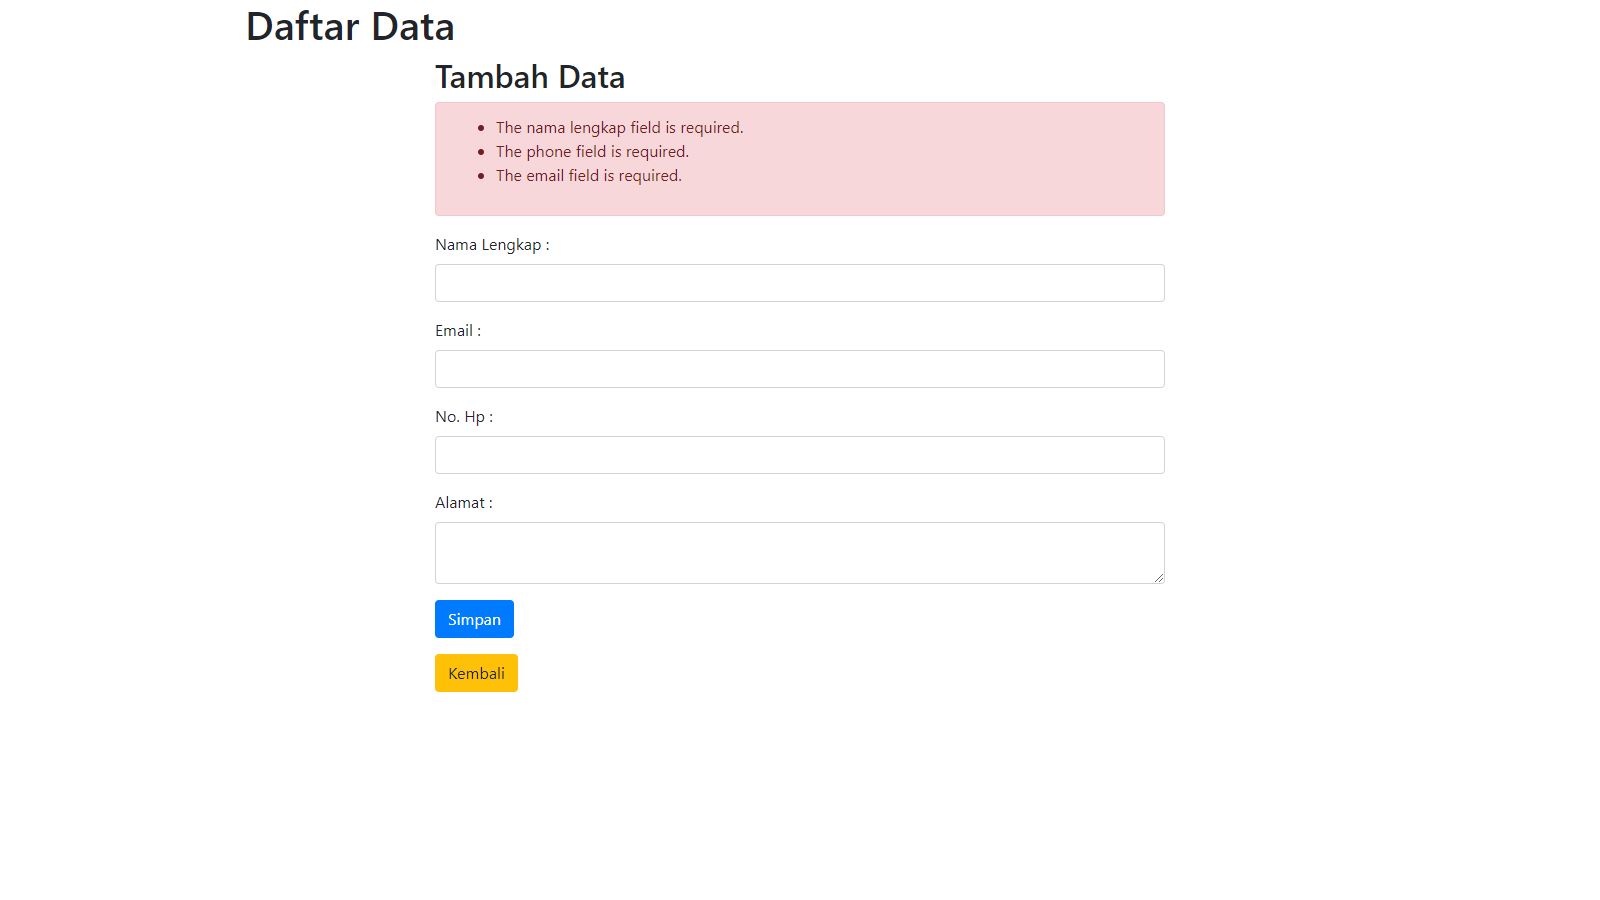 Daftar Data
Tambah Data
The nama lengkap field is required.
The phone field is required.
The email field is required.
Nama Lengkap :
Email :
No. Hp :
Alamat :
Simpan
Kembali